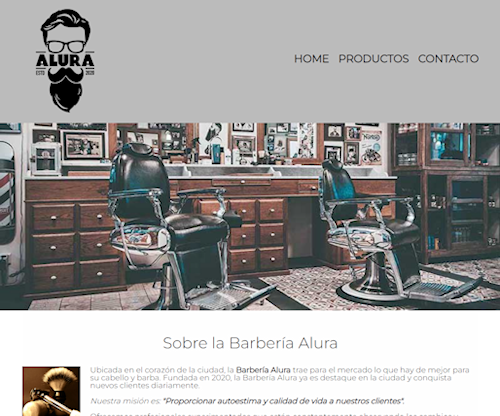 ALURA
ESTD 2020
HOME PRODUCTOS CONTACTO
Sobre la Barbería Alura
Ubicada en el corazón de la ciudad, la Barbería Alura trae para el mercado lo que hay de mejor para
su cabello y barba. Fundada en 2020, la Barbería Alura ya es destaque en la ciudad y conquista
nuevos clientes diariamente.
Nuestra misión es: "Proporcionar autoestima y calidad de vida a nuestros clientes".